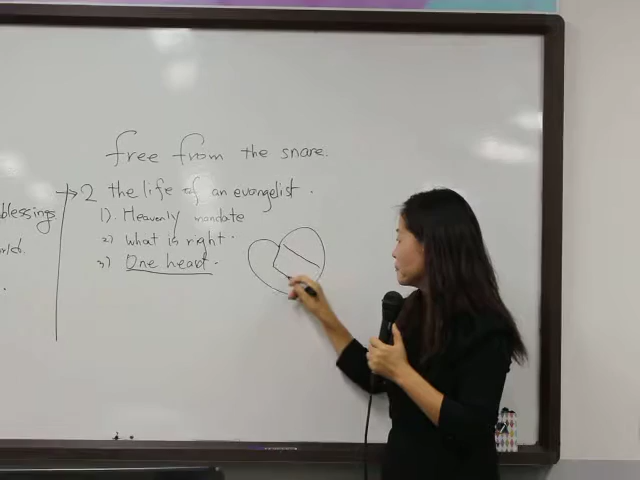 free from the snare.
blessings
→ 2 the life of an evangelist.
1). Heavenly mandate
2) What is right.
3) One heart.